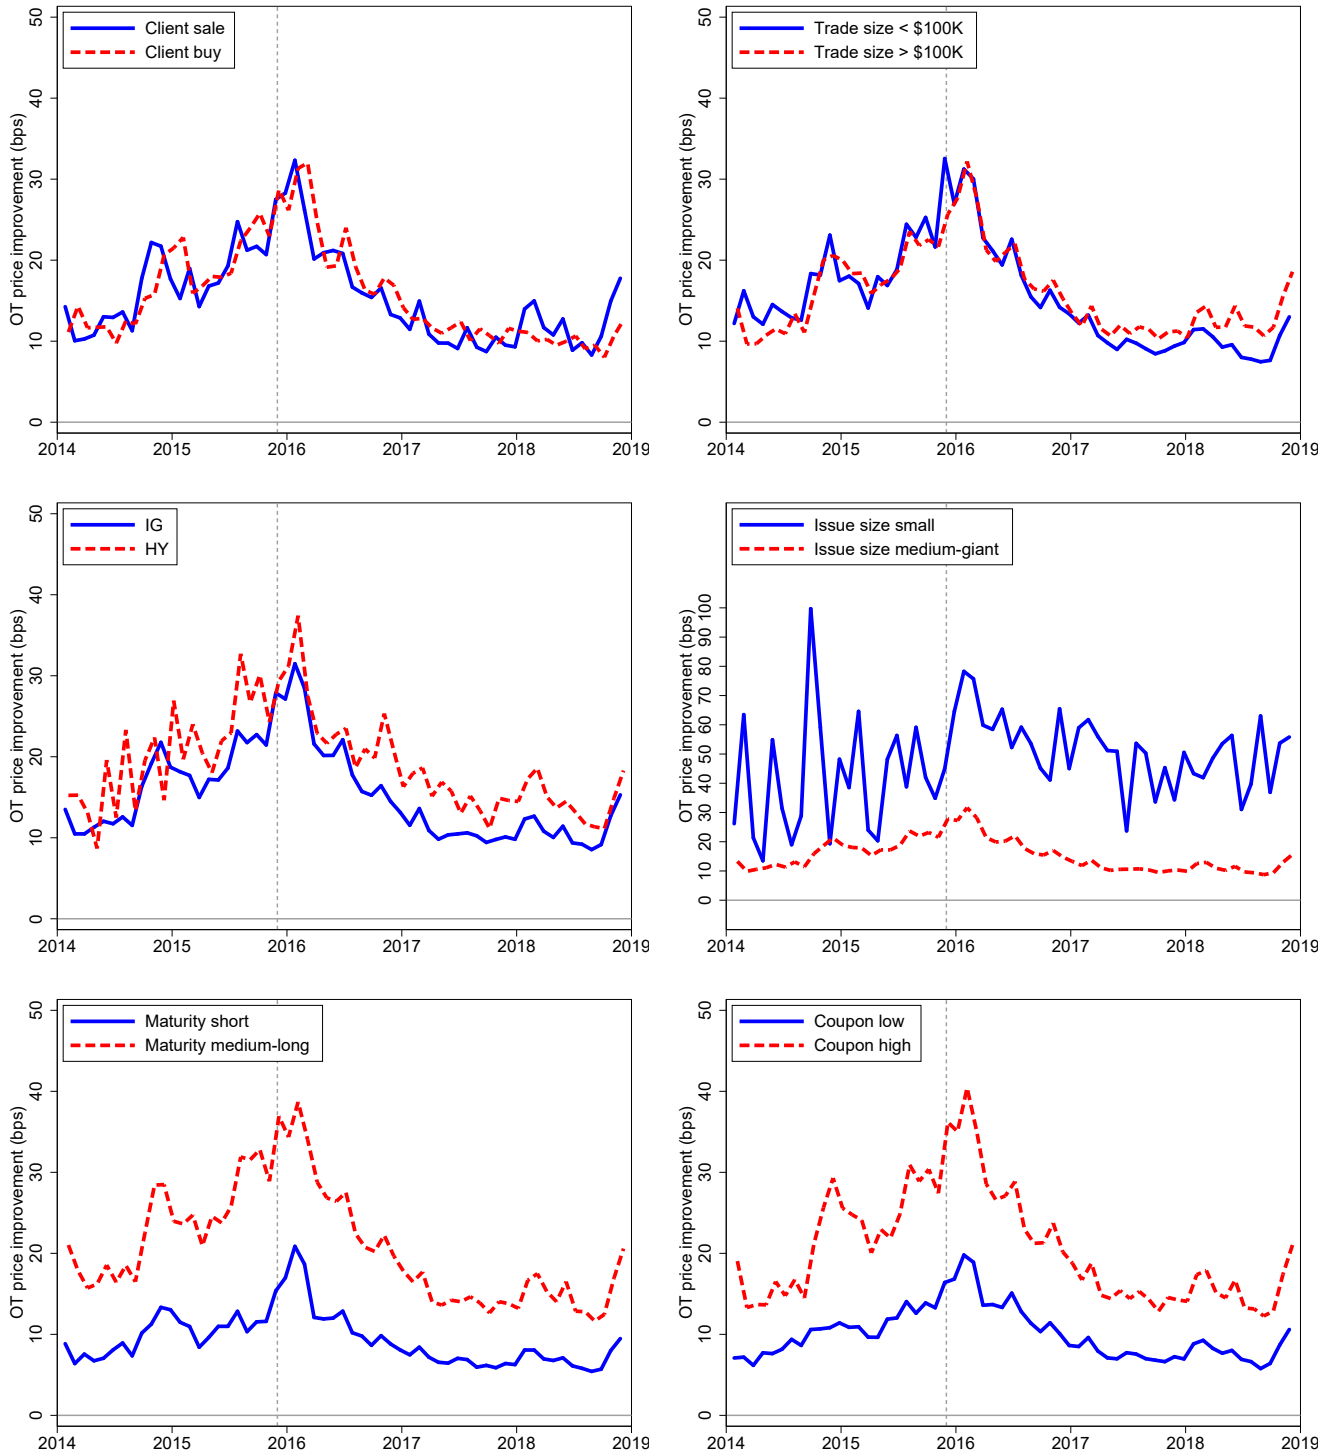 OT price improvement (bps)
50
40
30
20
10
0
Client sale
Client buy
2014 2015 2016 2017 2018 2019
OT price improvement (bps)
50
40
30
20
10
0
Trade size < $100K
Trade size > $100K
2014 2015 2016 2017 2018 2019
OT price improvement (bps)
50
40
30
20
10
0
IG
HY
2014 2015 2016 2017 2018 2019
OT price improvement (bps)
100
90
80
70
60
50
40
30
20
10
0
Issue size small
Issue size medium-giant
2014 2015 2016 2017 2018 2019
OT price improvement (bps)
50
40
30
20
10
0
Maturity short
Maturity medium-long
2014 2015 2016 2017 2018 2019
OT price improvement (bps)
50
40
30
20
10
0
Coupon low
Coupon high
2014 2015 2016 2017 2018 2019